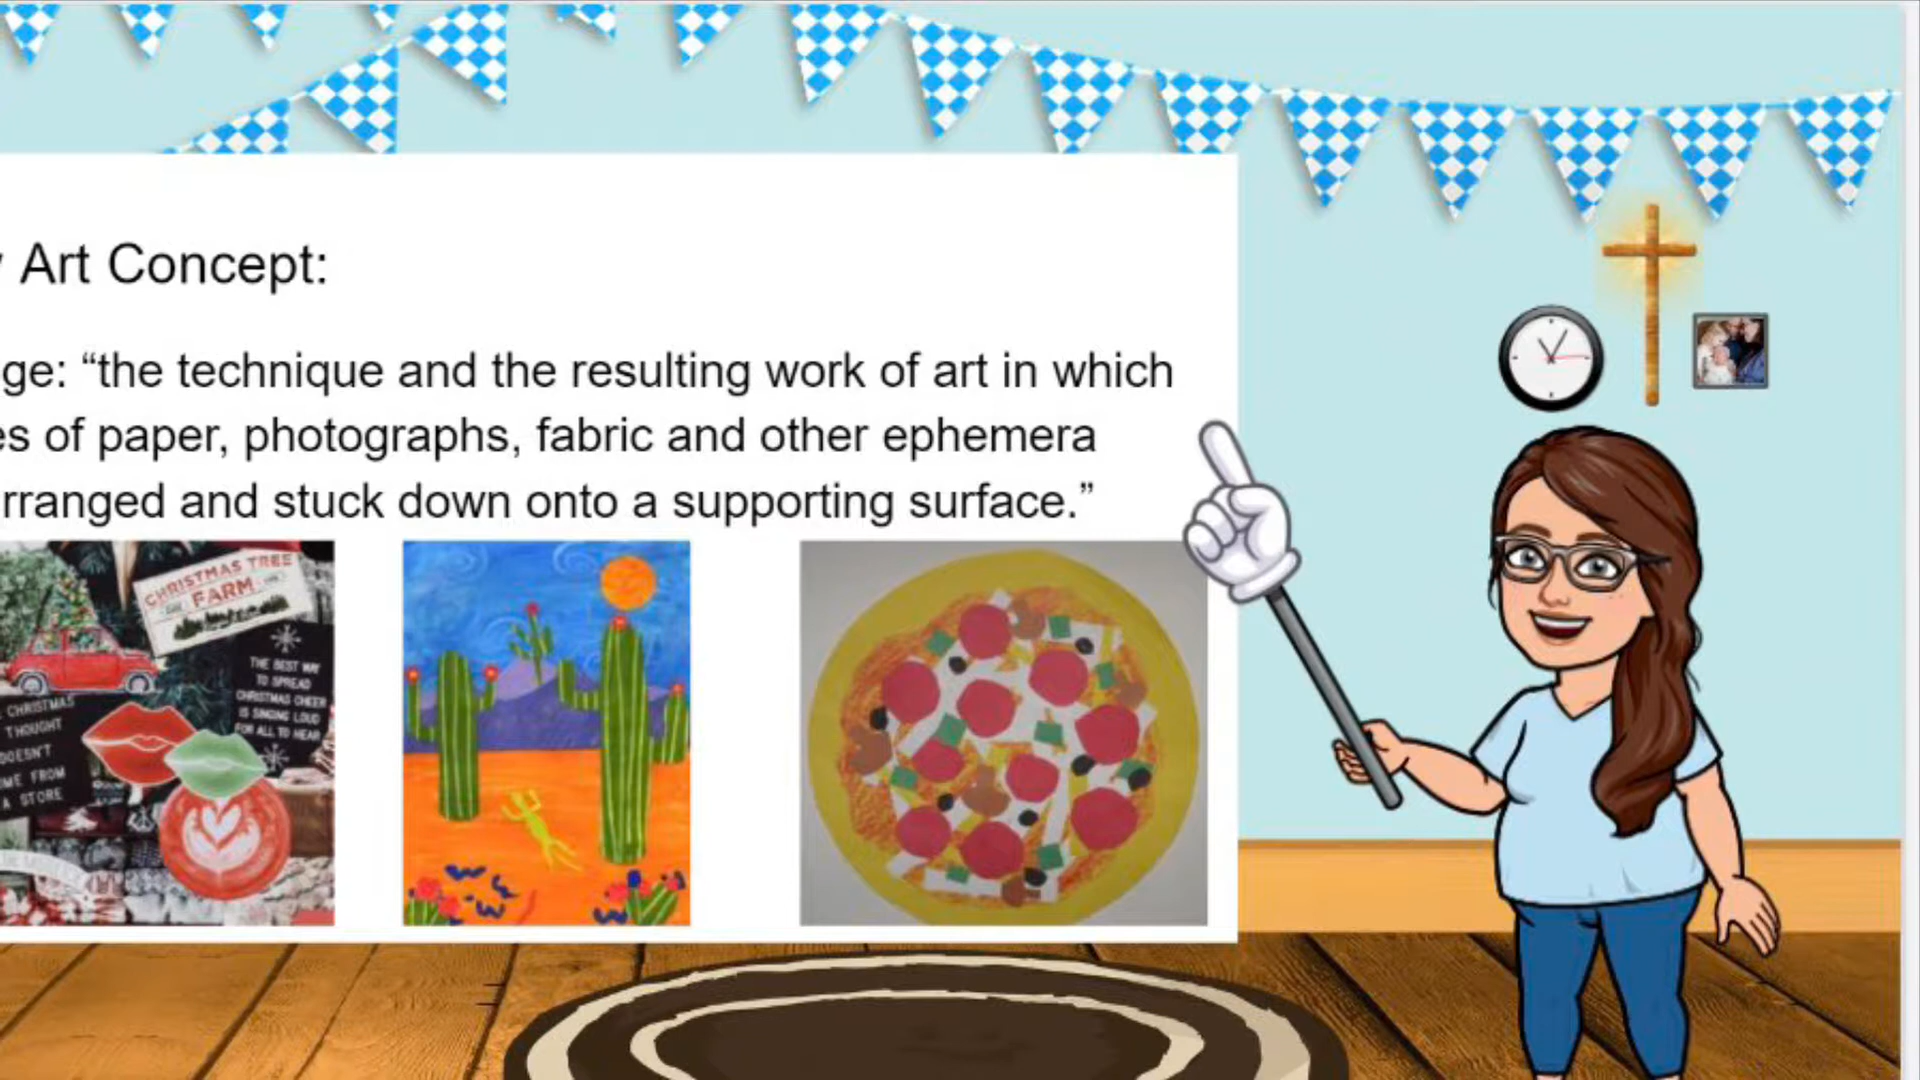 Art Concept:
ge: “the technique and the resulting work of art in which
es of paper, photographs, fabric and other ephemera
rranged and stuck down onto a supporting surface.”
CHRISTMAS TREE
FARM
THE BEST WAY
TO SPREAD
CHRISTMAS CHEER
IS SINGING LOUD
FOR ALL TO HEAR
CHRISTMAS
THOUGHT
DOESN'T
ME FROM
A STORE